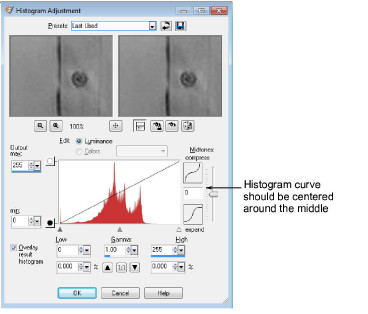 Histogram Adjustment
Presets: Last Used
100%
Edit: Luminance
Colors
Output max: 255
Midtones: compress
0
min: 0
expand
Histogram curve
should be centered
around the middle
Overlay result histogram
Low Gamma: High
0 1.00 255
0.000 % 1:1 0.000 %
OK Cancel Help